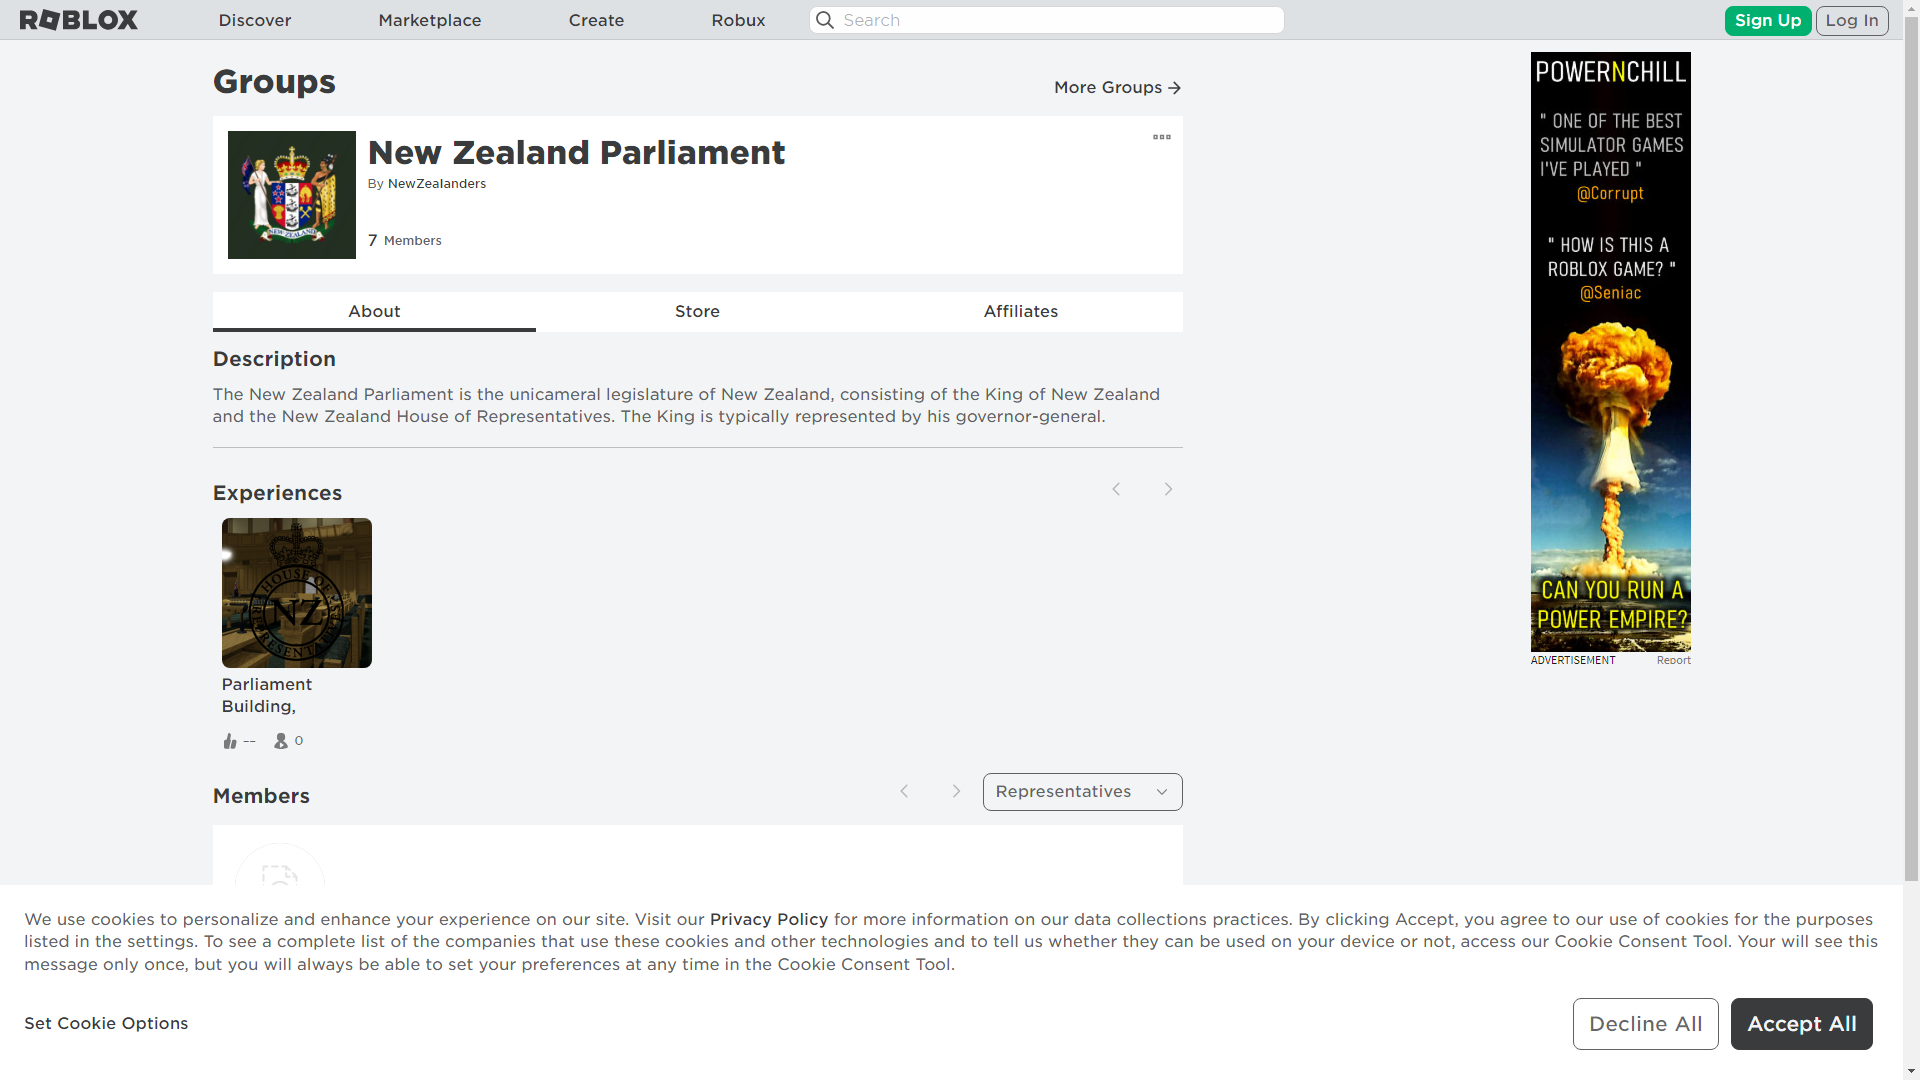 ROBLOX
Discover
Marketplace
Create
Robux
Search
Sign Up
Log In
Groups
More Groups
New Zealand Parliament
By NewZealanders
7 Members
NEW ZEALAND
About
Store
Affiliates
Description
The New Zealand Parliament is the unicameral legislature of New Zealand, consisting of the King of New Zealand
and the New Zealand House of Representatives. The King is typically represented by his governor-general.
Experiences
HOUSE OF REPRESENTATIVES
NZ
Parliament
Building,
--
0
Members
Representatives
POWERNCHILL
" ONE OF THE BEST
SIMULATOR GAMES
I'VE PLAYED "
@Corrupt
" HOW IS THIS A
ROBLOX GAME? "
@Seniac
CAN YOU RUN A
POWER EMPIRE?
ADVERTISEMENT
Report
We use cookies to personalize and enhance your experience on our site. Visit our Privacy Policy for more information on our data collections practices. By clicking Accept, you agree to our use of cookies for the purposes
listed in the settings. To see a complete list of the companies that use these cookies and other technologies and to tell us whether they can be used on your device or not, access our Cookie Consent Tool. Your will see this
message only once, but you will always be able to set your preferences at any time in the Cookie Consent Tool.
Set Cookie Options
Decline All
Accept All